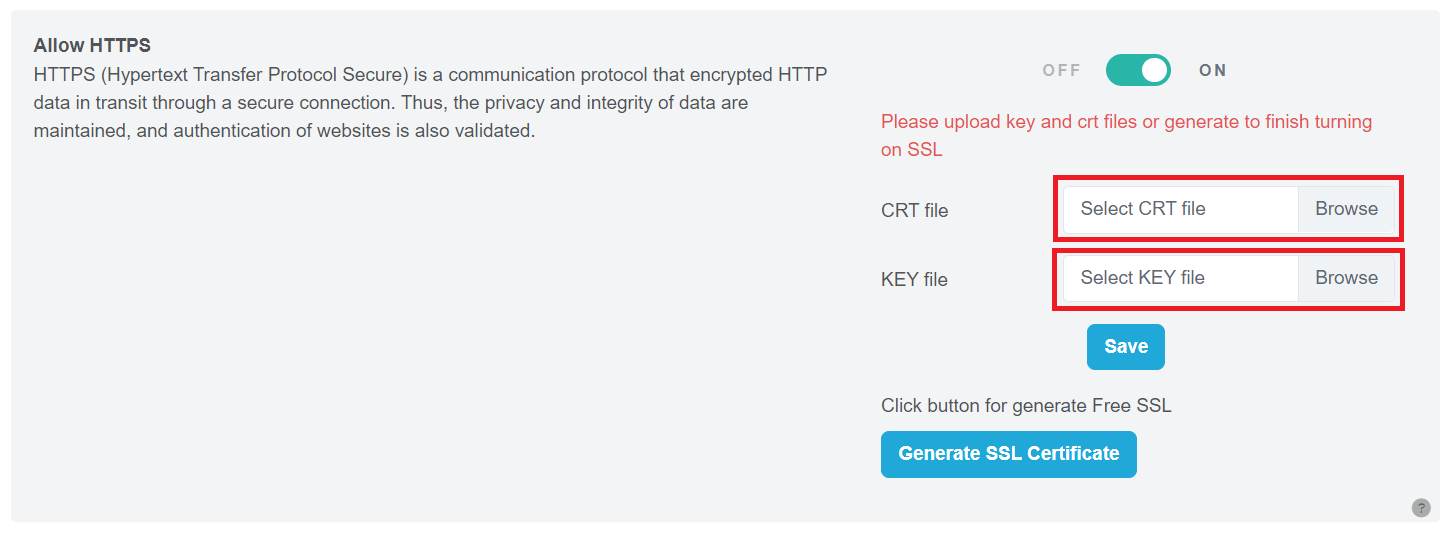 Allow HTTPS
HTTPS (Hypertext Transfer Protocol Secure) is a communication protocol that encrypted HTTP
data in transit through a secure connection. Thus, the privacy and integrity of data are
maintained, and authentication of websites is also validated.
OFF ON
Please upload key and crt files or generate to finish turning
on SSL
CRT file Select CRT file Browse
KEY file Select KEY file Browse
Save
Click button for generate Free SSL
Generate SSL Certificate
?